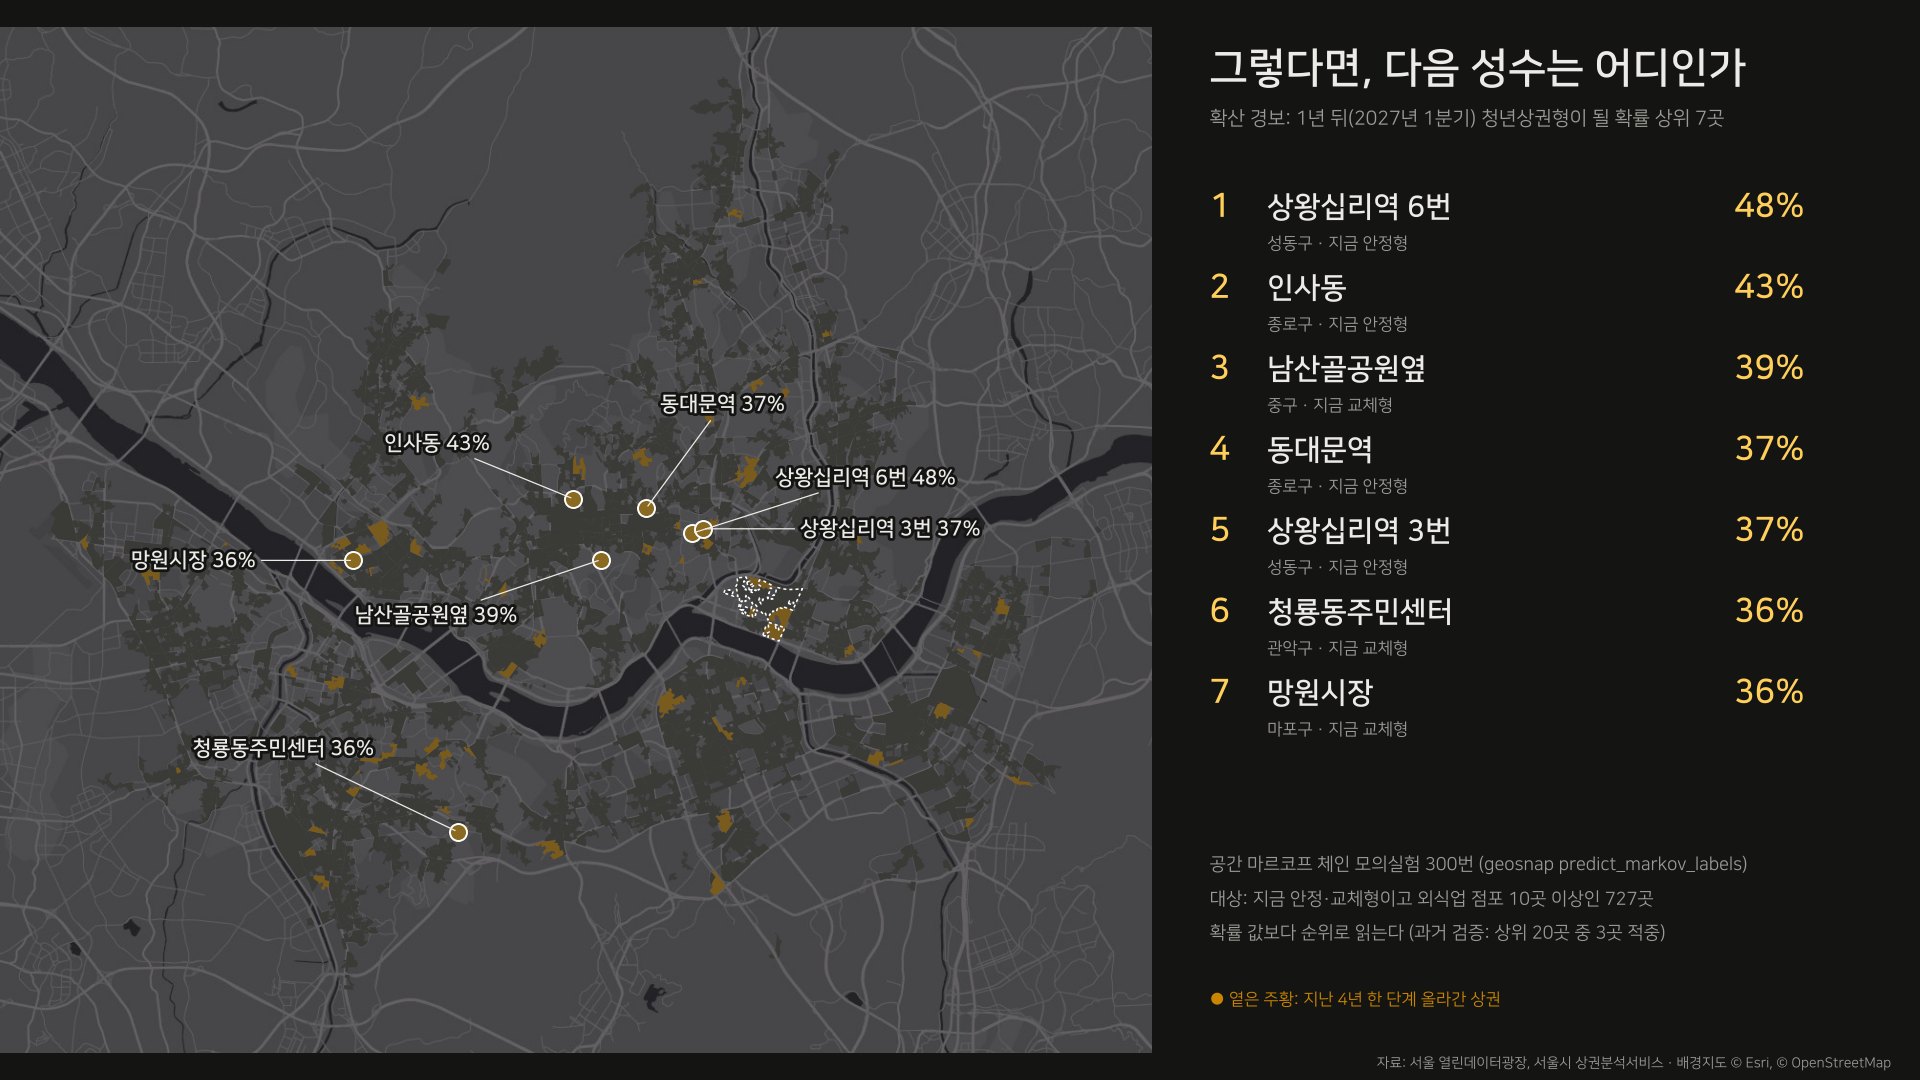 그렇다면, 다음 성수는 어디인가
확산 경보: 1년 뒤(2027년 1분기) 청년상권형이 될 확률 상위 7곳
1 상왕십리역 6번 48%
성동구 · 지금 안정형
2 인사동 43%
종로구 · 지금 안정형
3 남산골공원옆 39%
중구 · 지금 교체형
4 동대문역 37%
종로구 · 지금 안정형
5 상왕십리역 3번 37%
성동구 · 지금 안정형
6 청룡동주민센터 36%
관악구 · 지금 교체형
7 망원시장 36%
마포구 · 지금 교체형
동대문역 37%
인사동 43%
상왕십리역 6번 48%
상왕십리역 3번 37%
망원시장 36%
남산골공원옆 39%
청룡동주민센터 36%
공간 마르코프 체인 모의실험 300번 (geosnap predict_markov_labels)
대상: 지금 안정·교체형이고 외식업 점포 10곳 이상인 727곳
확률 값보다 순위로 읽는다 (과거 검증: 상위 20곳 중 3곳 적중)
● 옅은 주황: 지난 4년 한 단계 올라간 상권
자료: 서울 열린데이터광장, 서울시 상권분석서비스 · 배경지도 © Esri, © OpenStreetMap